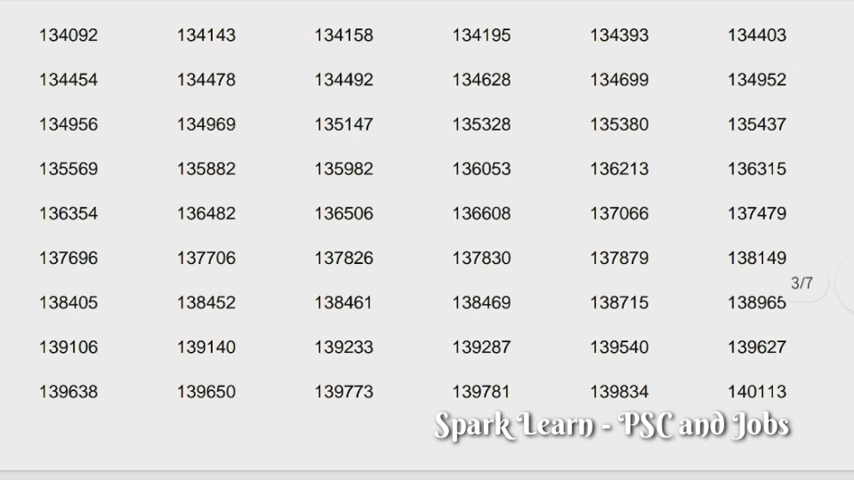 134092 134143 134158 134195 134393 134403
134454 134478 134492 134628 134699 134952
134956 134969 135147 135328 135380 135437
135569 135882 135982 136053 136213 136315
136354 136482 136506 136608 137066 137479
137696 137706 137826 137830 137879 138149
3/7
138405 138452 138461 138469 138715 138965
139106 139140 139233 139287 139540 139627
139638 139650 139773 139781 139834 140113
Spark Learn - PSC and Jobs